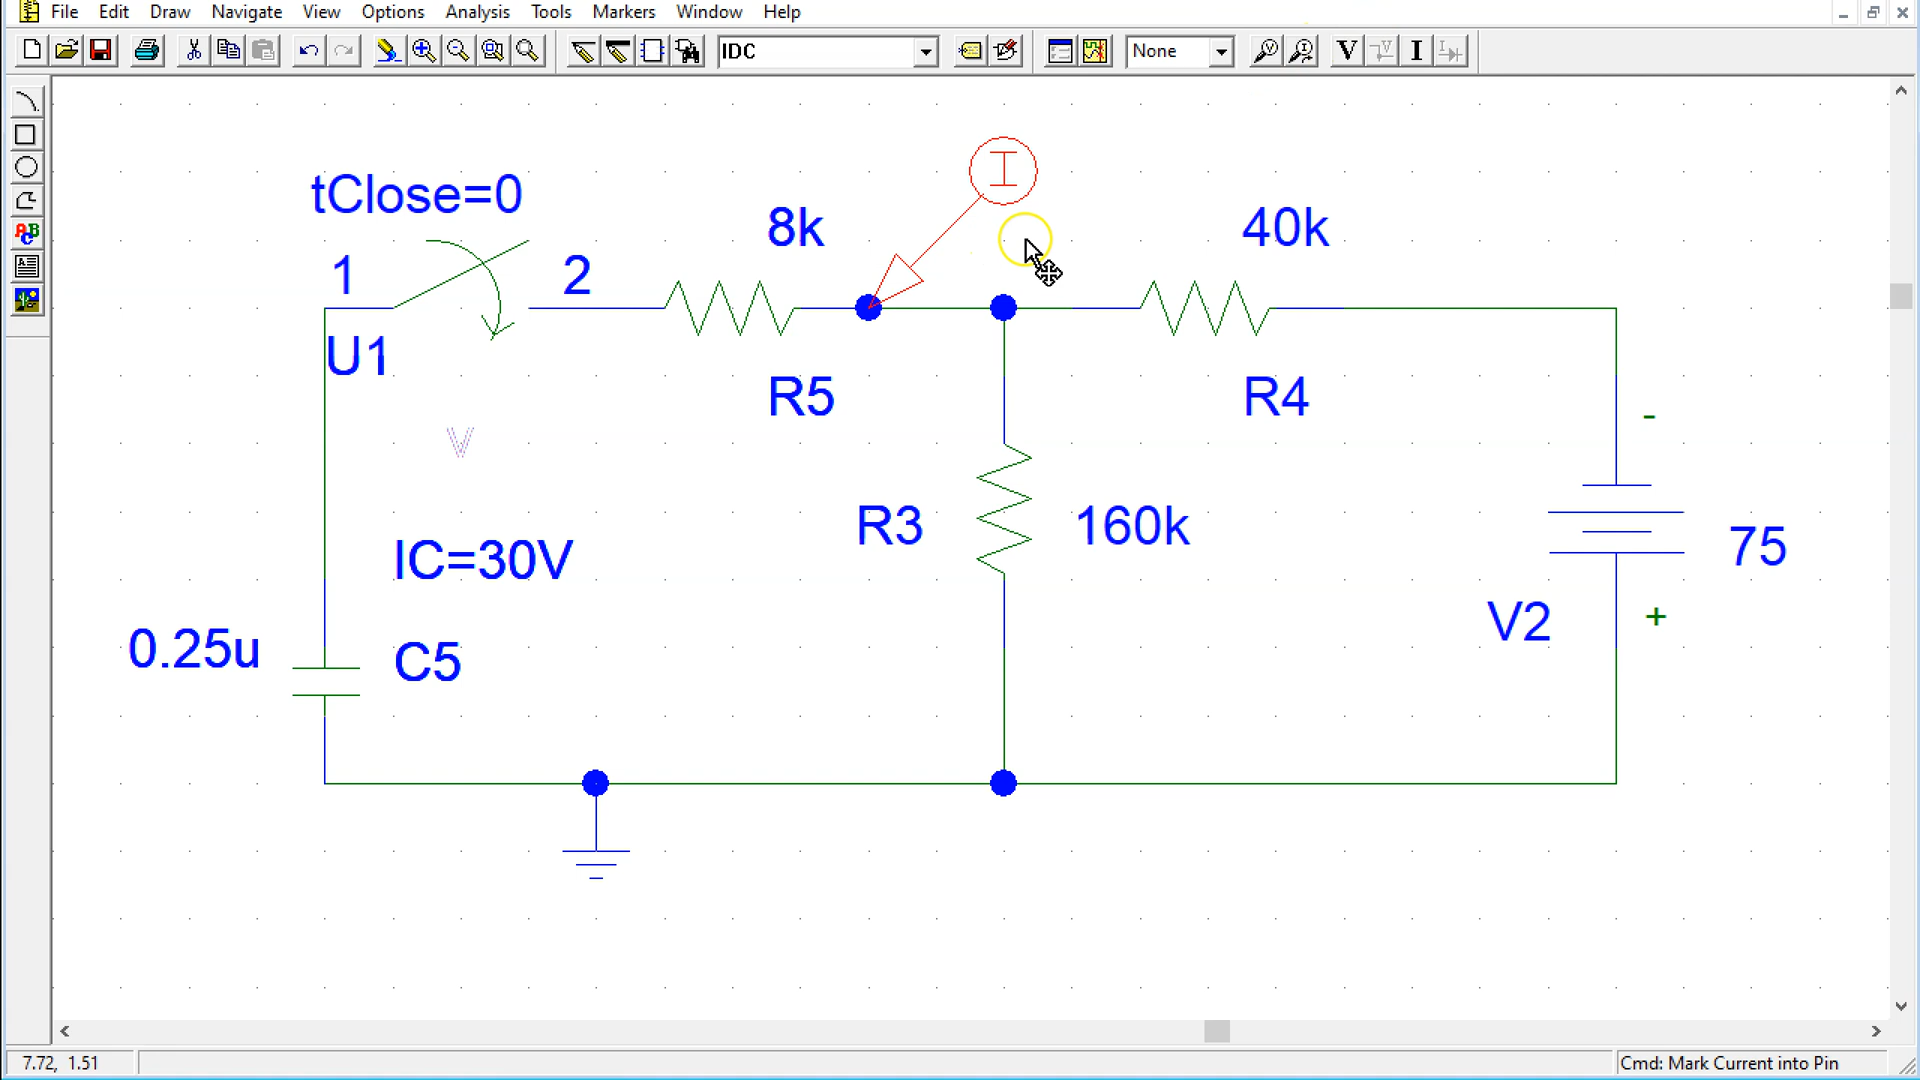 File Edit Draw Navigate View Options Analysis Tools Markers Window Help
IDC None V I
ABC
tClose=0
8k
40k
1
2
U1
R5
R4
-
R3
160k
IC=30V
75
V2
+
0.25u
C5
7.72, 1.51
Cmd: Mark Current into Pin